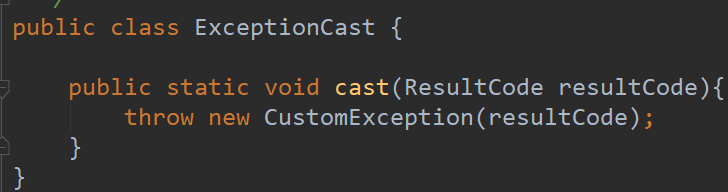 public class ExceptionCast {
public static void cast(ResultCode resultCode){
throw new CustomException(resultCode);
}
}